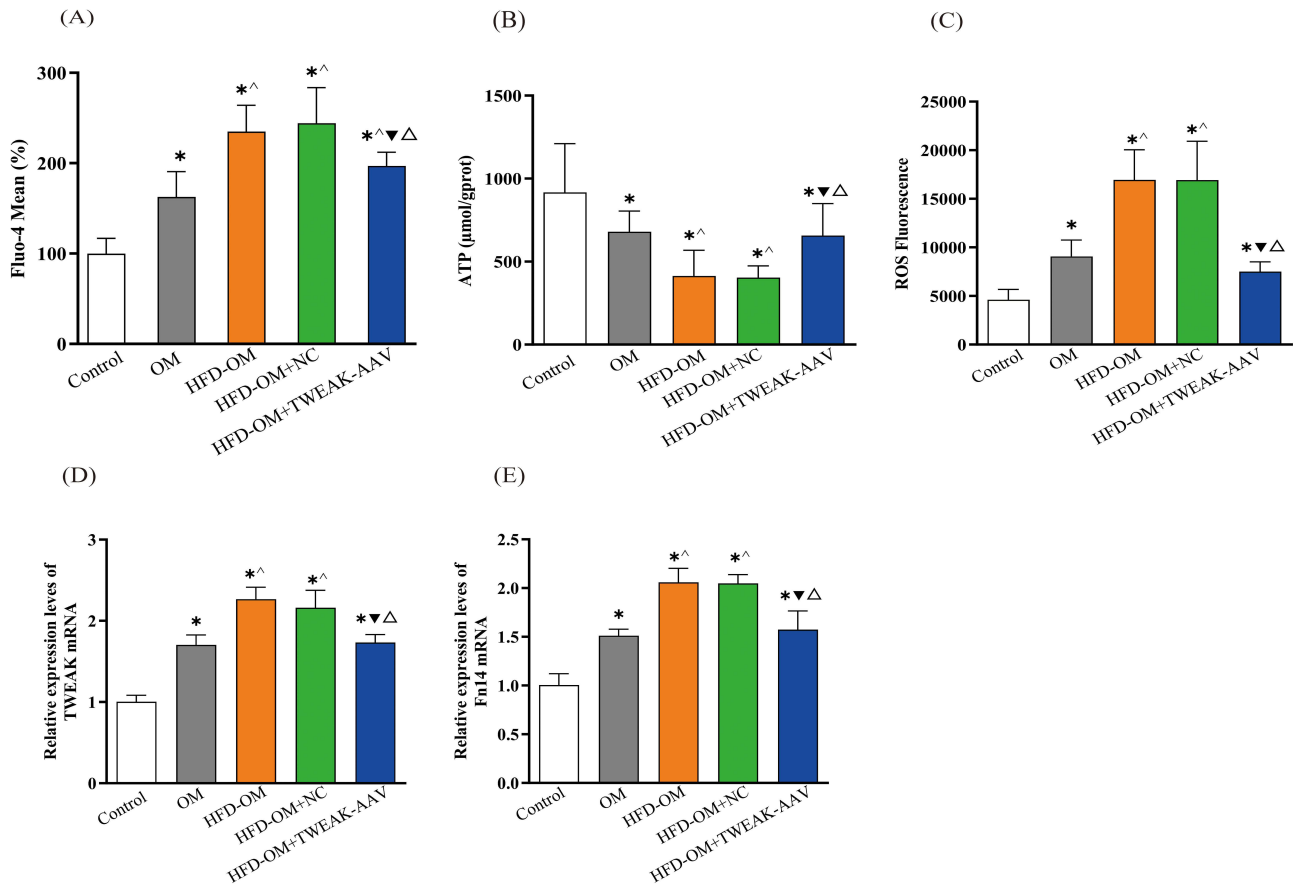 (A)
Fluo-4 Mean (%)
300
200
100
0
*^
*^
*
*^▼△
Control
OM
HFD-OM
HFD-OM+NC
HFD-OM+TWEAK-AAV
(B)
ATP (μmol/gprot)
1500
1000
500
0
*
*^
*^
*▼△
Control
OM
HFD-OM
HFD-OM+NC
HFD-OM+TWEAK-AAV
(C)
ROS Fluorescence
25000
20000
15000
10000
5000
0
*
*^
*^
*▼△
Control
OM
HFD-OM
HFD-OM+NC
HFD-OM+TWEAK-AAV
(D)
Relative expression leves of
TWEAK mRNA
3
2
1
0
*
*^
*^
*▼△
Control
OM
HFD-OM
HFD-OM+NC
HFD-OM+TWEAK-AAV
(E)
Relative expression leves of
Fn14 mRNA
2.5
2.0
1.5
1.0
0.5
0.0
*
*^
*^
*▼△
Control
OM
HFD-OM
HFD-OM+NC
HFD-OM+TWEAK-AAV